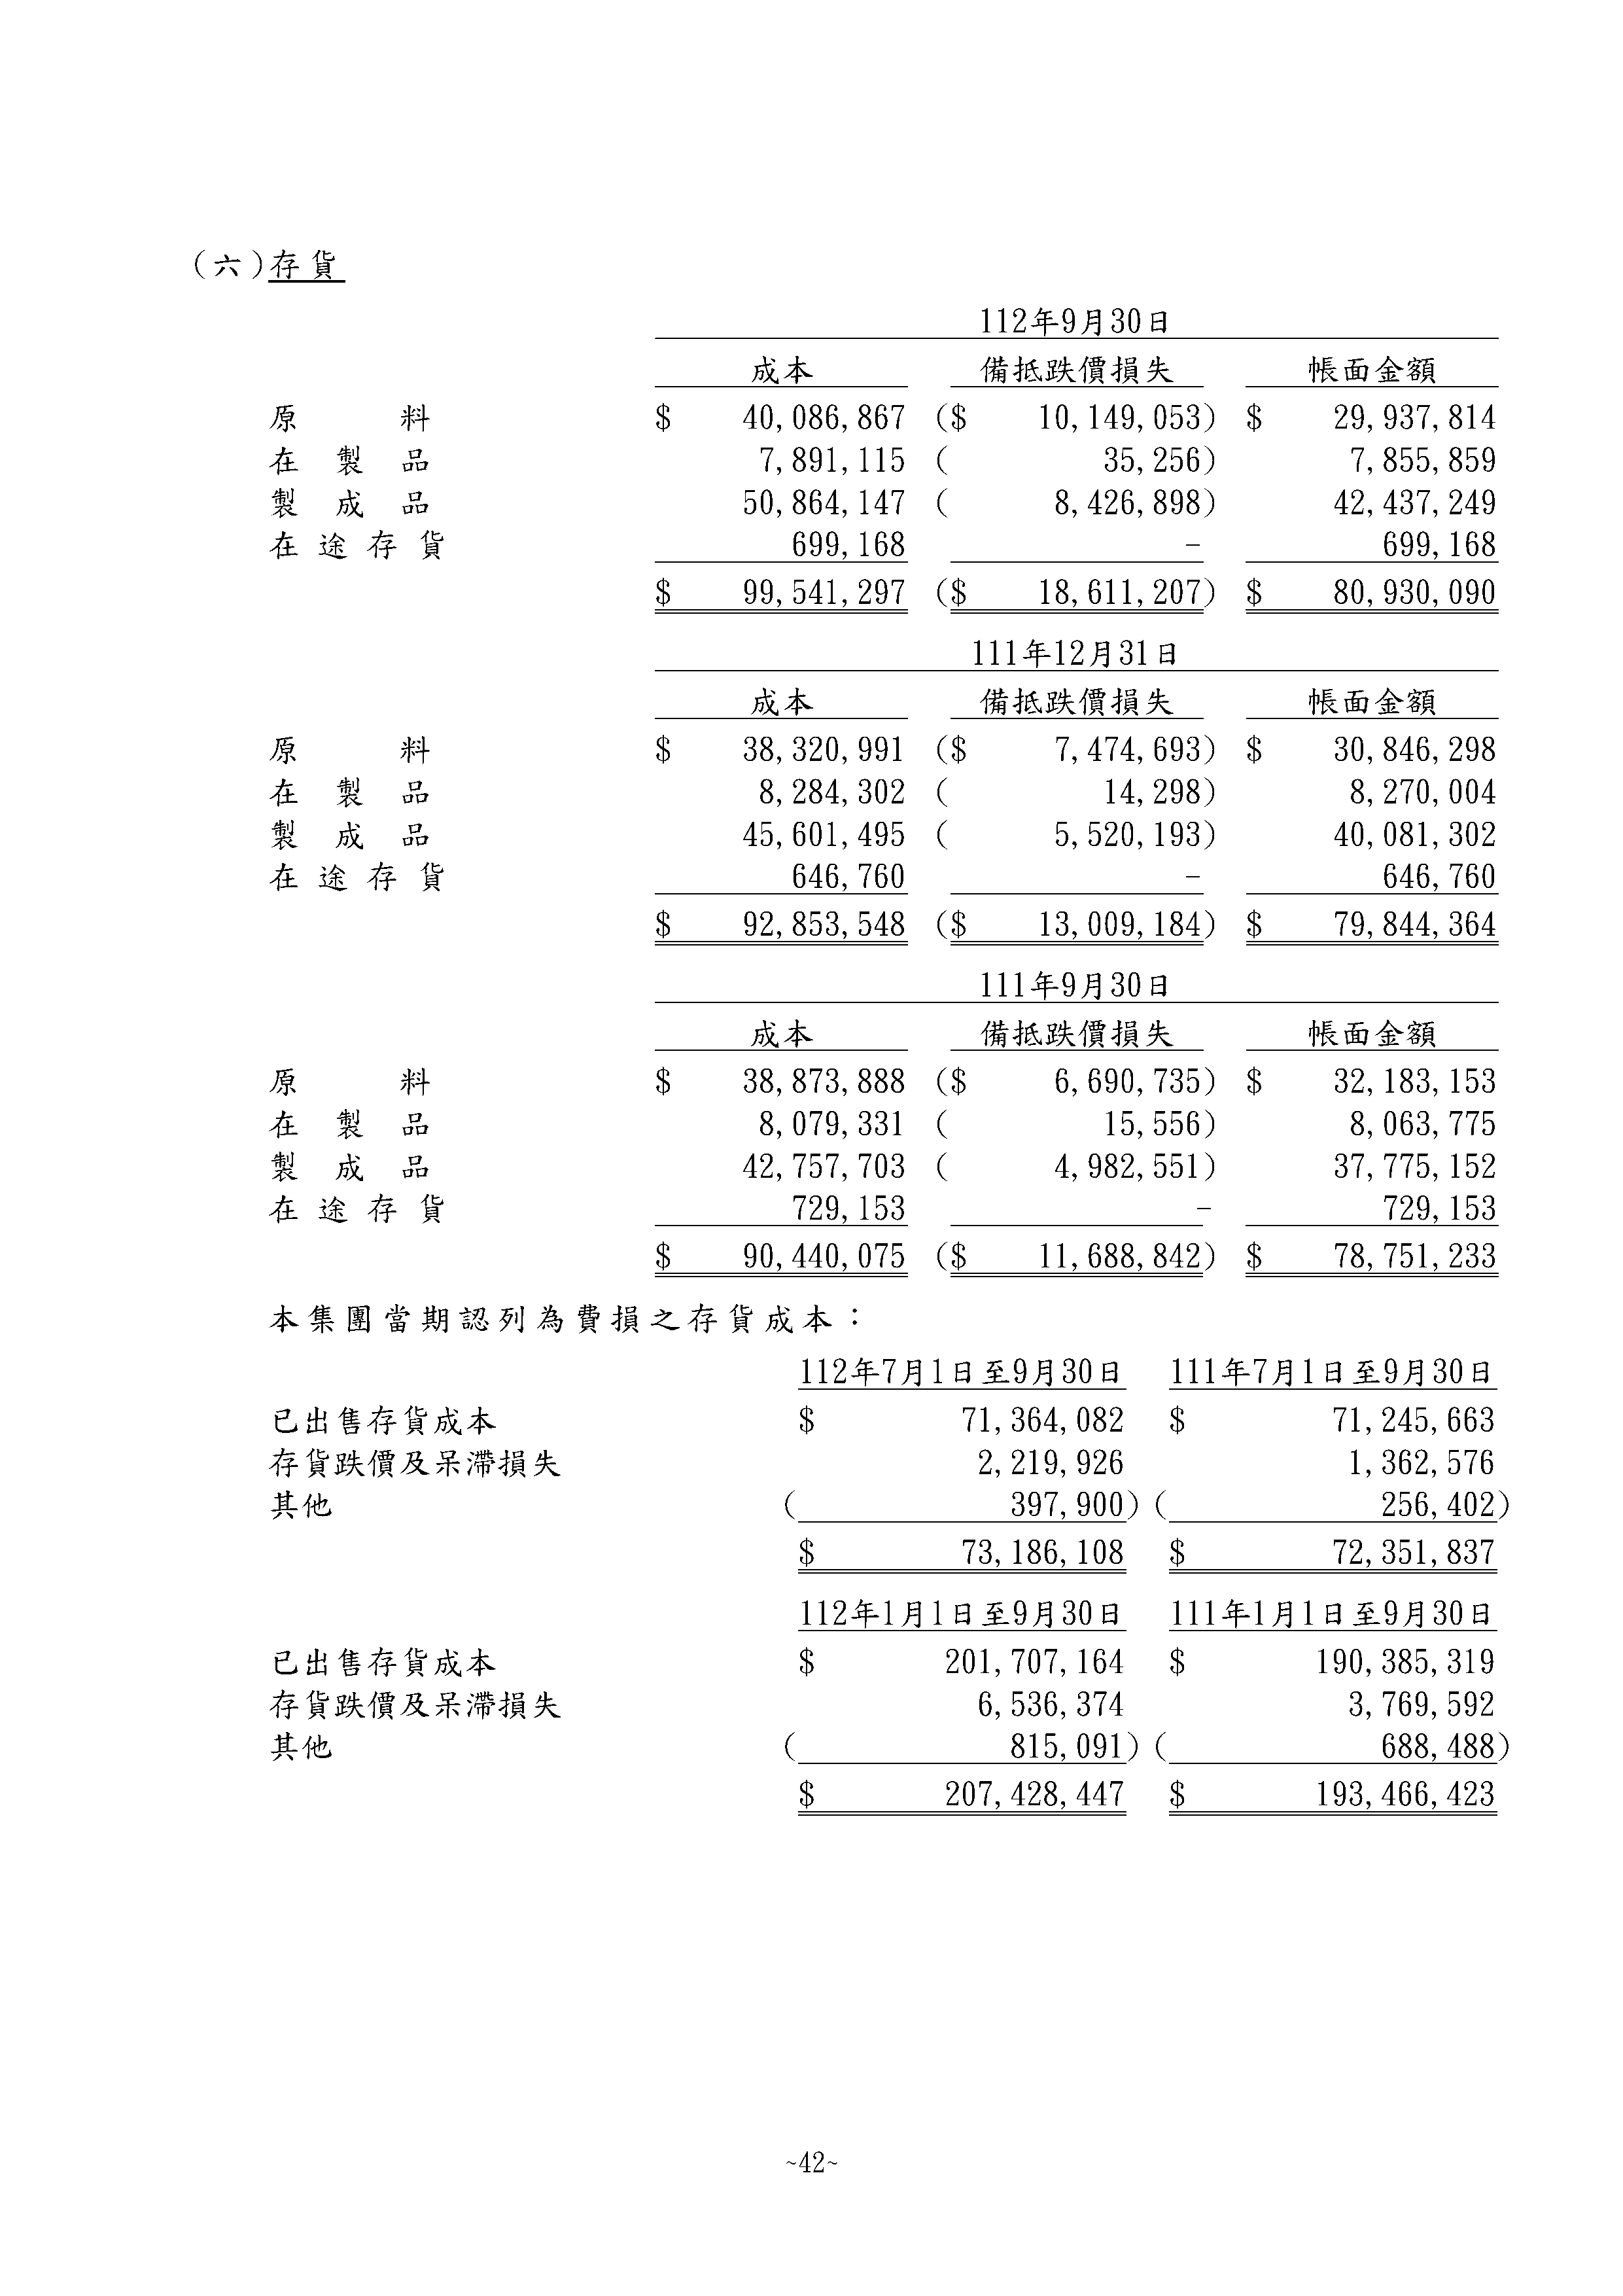 (六)存貨
112年9月30日
成本 備抵跌價損失 帳面金額
原料 $ 40,086,867 ($ 10,149,053) $ 29,937,814
在製品 7,891,115 ( 35,256) 7,855,859
製成品 50,864,147 ( 8,426,898) 42,437,249
在途存貨 699,168 - 699,168
$ 99,541,297 ($ 18,611,207) $ 80,930,090
111年12月31日
成本 備抵跌價損失 帳面金額
原料 $ 38,320,991 ($ 7,474,693) $ 30,846,298
在製品 8,284,302 ( 14,298) 8,270,004
製成品 45,601,495 ( 5,520,193) 40,081,302
在途存貨 646,760 - 646,760
$ 92,853,548 ($ 13,009,184) $ 79,844,364
111年9月30日
成本 備抵跌價損失 帳面金額
原料 $ 38,873,888 ($ 6,690,735) $ 32,183,153
在製品 8,079,331 ( 15,556) 8,063,775
製成品 42,757,703 ( 4,982,551) 37,775,152
在途存貨 729,153 - 729,153
$ 90,440,075 ($ 11,688,842) $ 78,751,233
本集團當期認列為費損之存貨成本：
112年7月1日至9月30日 111年7月1日至9月30日
已出售存貨成本 $ 71,364,082 $ 71,245,663
存貨跌價及呆滯損失 2,219,926 1,362,576
其他 ( 397,900) ( 256,402)
$ 73,186,108 $ 72,351,837
112年1月1日至9月30日 111年1月1日至9月30日
已出售存貨成本 $ 201,707,164 $ 190,385,319
存貨跌價及呆滯損失 6,536,374 3,769,592
其他 ( 815,091) ( 688,488)
$ 207,428,447 $ 193,466,423
~42~